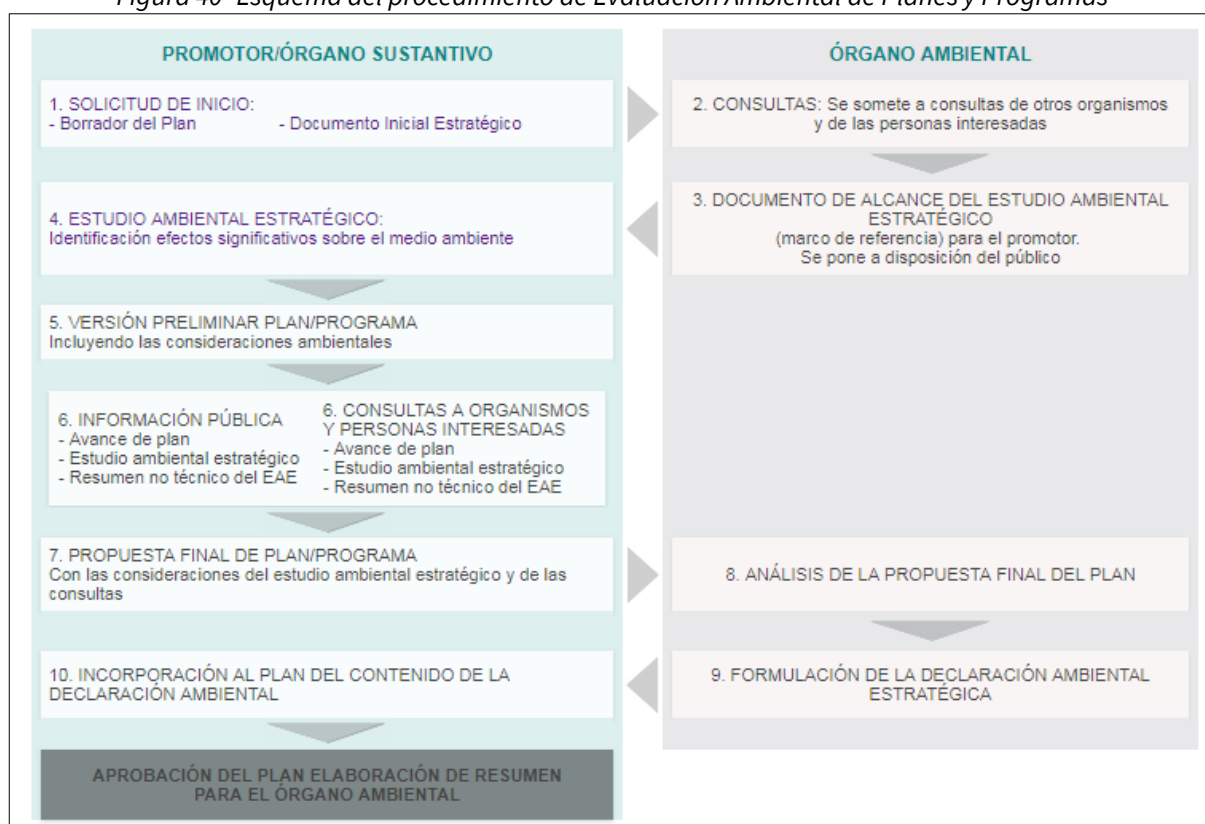 Figura 40- Esquema del procedimiento de Evaluación Ambiental de Planes y Programas
PROMOTOR/ÓRGANO SUSTANTIVO
ÓRGANO AMBIENTAL
1. SOLICITUD DE INICIO:
- Borrador del Plan - Documento Inicial Estratégico
2. CONSULTAS: Se somete a consultas de otros organismos
y de las personas interesadas
3. DOCUMENTO DE ALCANCE DEL ESTUDIO AMBIENTAL
ESTRATÉGICO
(marco de referencia) para el promotor.
Se pone a disposición del público
4. ESTUDIO AMBIENTAL ESTRATÉGICO:
Identificación efectos significativos sobre el medio ambiente
5. VERSIÓN PRELIMINAR PLAN/PROGRAMA
Incluyendo las consideraciones ambientales
6. INFORMACIÓN PÚBLICA
- Avance de plan
- Estudio ambiental estratégico
- Resumen no técnico del EAE
6. CONSULTAS A ORGANISMOS
Y PERSONAS INTERESADAS
- Avance de plan
- Estudio ambiental estratégico
- Resumen no técnico del EAE
7. PROPUESTA FINAL DE PLAN/PROGRAMA
Con las consideraciones del estudio ambiental estratégico y de las
consultas
8. ANÁLISIS DE LA PROPUESTA FINAL DEL PLAN
9. FORMULACIÓN DE LA DECLARACIÓN AMBIENTAL
ESTRATÉGICA
10. INCORPORACIÓN AL PLAN DEL CONTENIDO DE LA
DECLARACIÓN AMBIENTAL
APROBACIÓN DEL PLAN ELABORACIÓN DE RESUMEN
PARA EL ÓRGANO AMBIENTAL